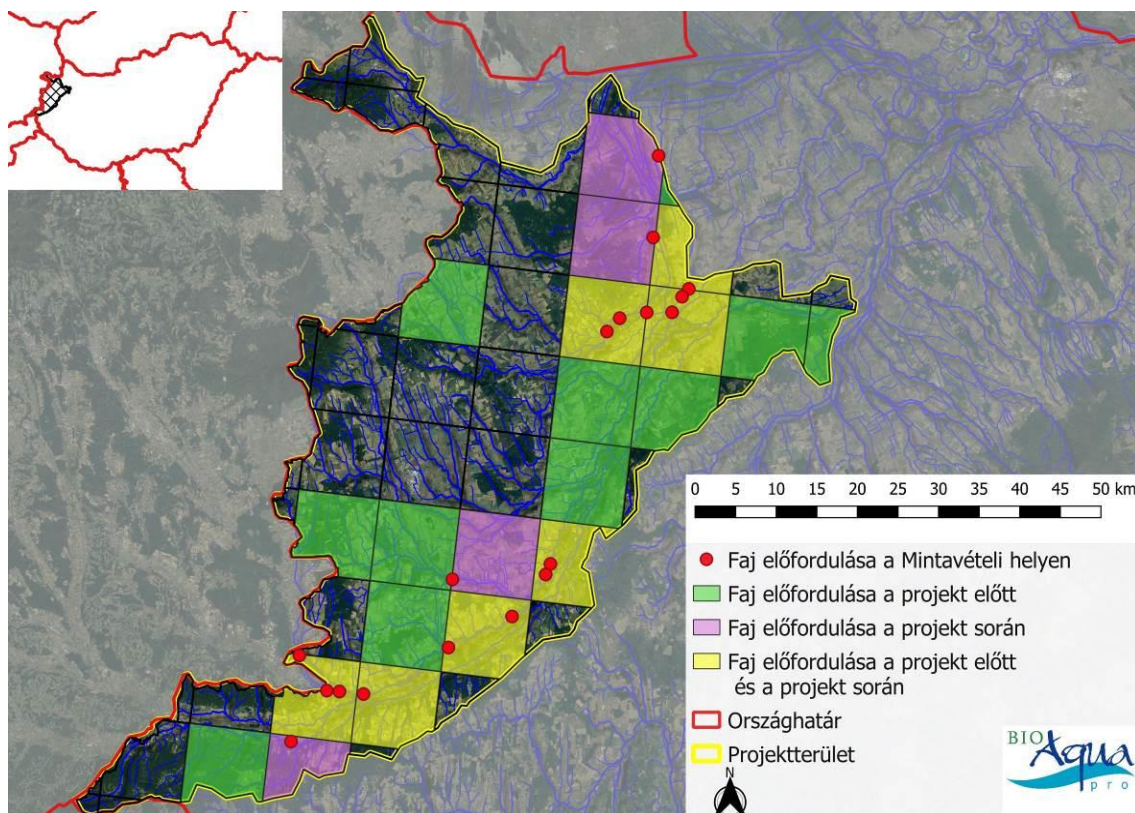 0 5 10 15 20 25 30 35 40 45 50 km
Faj előfordulása a Mintavételi helyen
Faj előfordulása a projekt előtt
Faj előfordulása a projekt során
Faj előfordulása a projekt előtt
és a projekt során
Országhatár
Projektterület
N
BIO
Aqua
pro